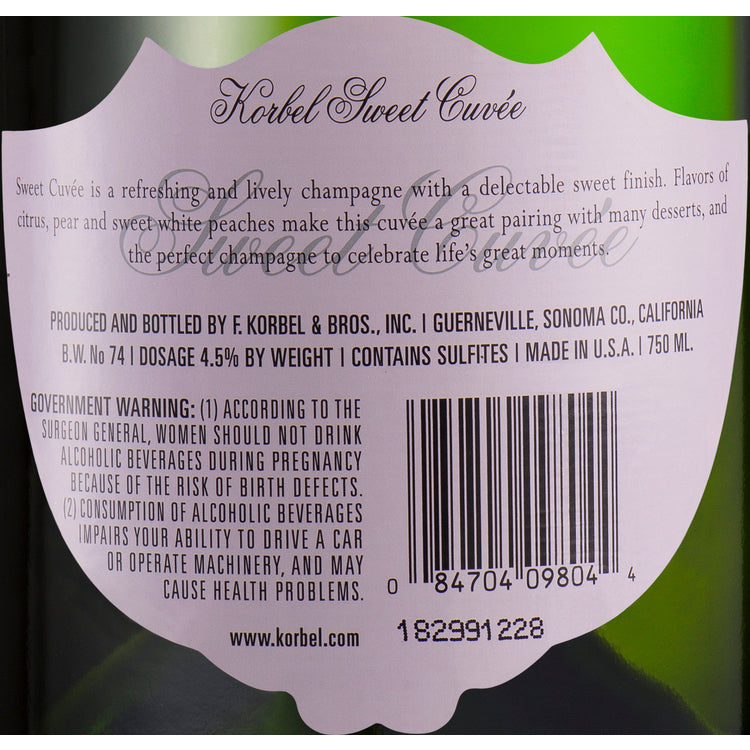 Korbel Sweet Cuvée
Sweet Cuvée
Sweet Cuvée is a refreshing and lively champagne with a delectable sweet finish. Flavors of
citrus, pear and sweet white peaches make this cuvée a great pairing with many desserts, and
the perfect champagne to celebrate life's great moments.
PRODUCED AND BOTTLED BY F. KORBEL & BROS., INC. | GUERNEVILLE, SONOMA CO., CALIFORNIA
B.W. No 74 | DOSAGE 4.5% BY WEIGHT | CONTAINS SULFITES | MADE IN U.S.A. | 750 ML.
GOVERNMENT WARNING: (1) ACCORDING TO THE
SURGEON GENERAL, WOMEN SHOULD NOT DRINK
ALCOHOLIC BEVERAGES DURING PREGNANCY
BECAUSE OF THE RISK OF BIRTH DEFECTS.
(2) CONSUMPTION OF ALCOHOLIC BEVERAGES
IMPAIRS YOUR ABILITY TO DRIVE A CAR
OR OPERATE MACHINERY, AND MAY
CAUSE HEALTH PROBLEMS.
www.korbel.com
0 84704 09804 4
182991228